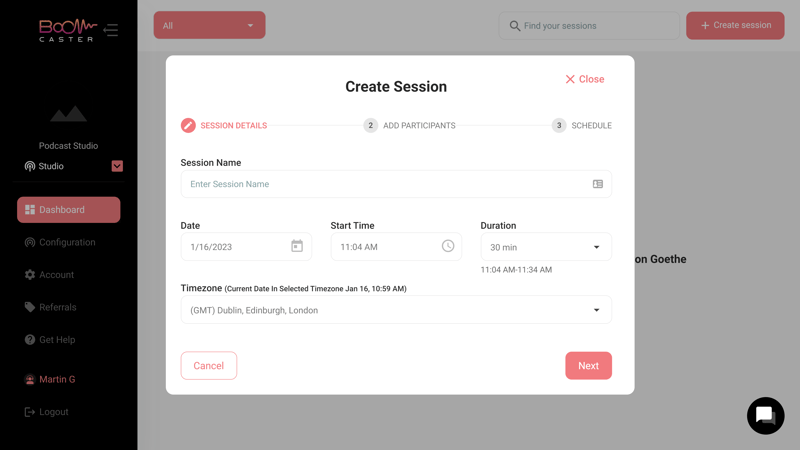 BOOM
CASTER
All
Find your sessions
+ Create session
Podcast Studio
Studio
Dashboard
Configuration
Account
Referrals
Get Help
Martin G
Logout
Close
Create Session
SESSION DETAILS
2 ADD PARTICIPANTS
3 SCHEDULE
Session Name
Enter Session Name
Date
Start Time
Duration
1/16/2023
11:04 AM
30 min
11:04 AM-11:34 AM
Timezone (Current Date In Selected Timezone Jan 16, 10:59 AM)
(GMT) Dublin, Edinburgh, London
Cancel
Next
on Goethe